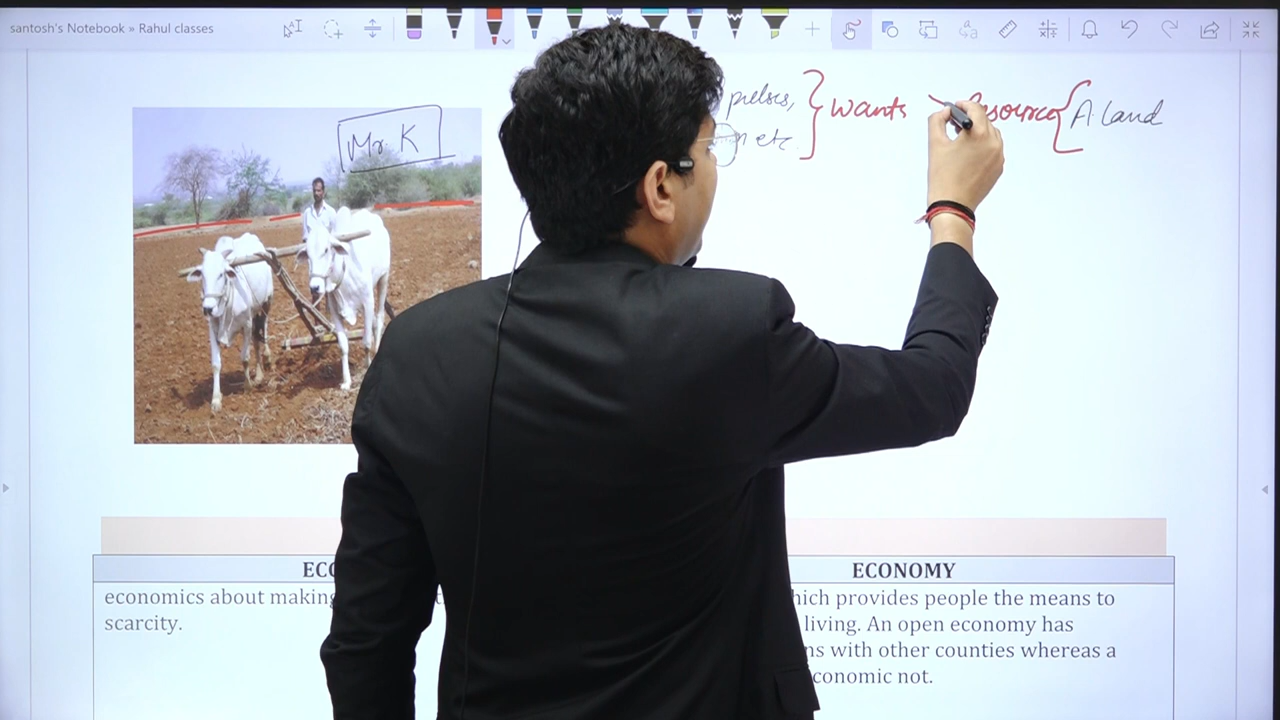 santosh's Notebook » Rahul classes
Mr. K
pulses, } wants > Resource { A land
etc.
ECONOMY
economics about making
scarcity.
hich provides people the means to
living. An open economy has
ns with other counties whereas a
conomic not.